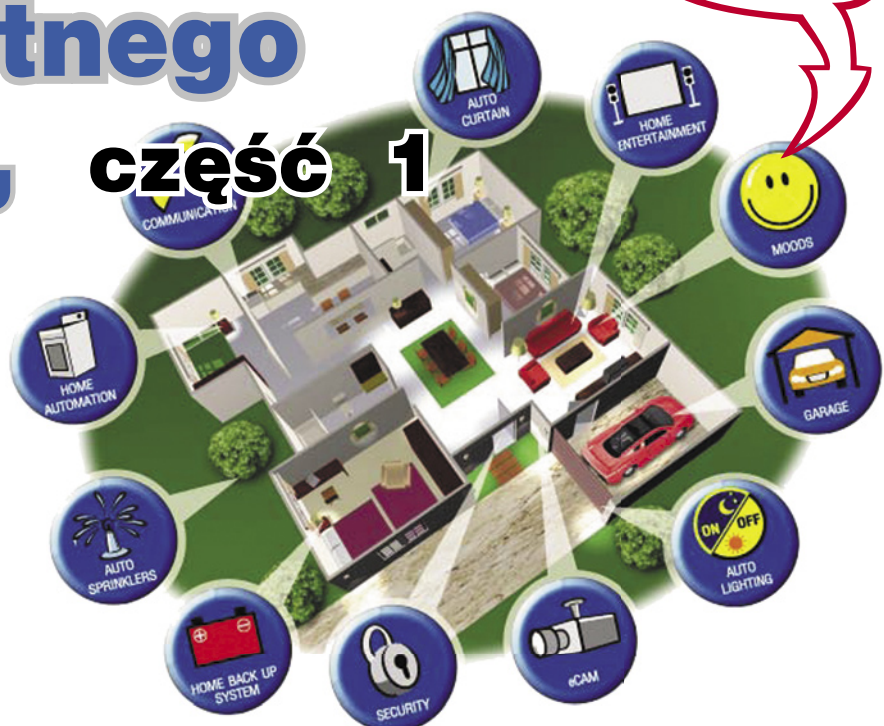 tnego
część 1
AUTO
CURTAIN
HOME
ENTERTAINMENT
COMMUNICATION
MOODS
HOME
AUTOMATION
GARAGE
ON OFF
AUTO
LIGHTING
AUTO
SPRINKLERS
HOME BACK UP
SYSTEM
SECURITY
eCAM